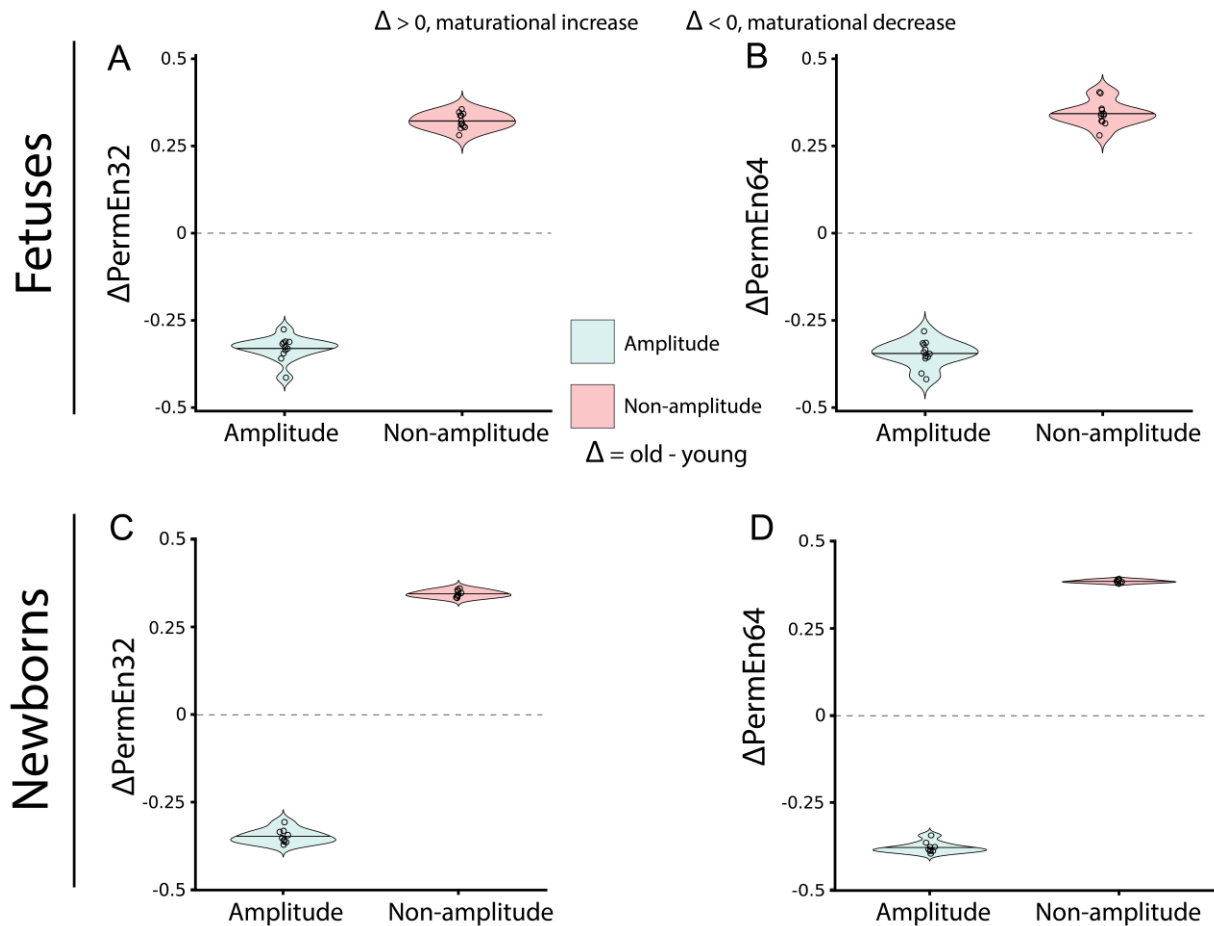 Δ > 0, maturational increase
Δ < 0, maturational decrease
Fetuses
A
0.5
0.25
0
-0.25
-0.5
ΔPermEn32
Amplitude
Non-amplitude
B
0.5
0.25
0
-0.25
-0.5
ΔPermEn64
Amplitude
Non-amplitude
Amplitude
Non-amplitude
Δ = old - young
Newborns
C
0.5
0.25
0
-0.25
-0.5
ΔPermEn32
Amplitude
Non-amplitude
D
0.5
0.25
0
-0.25
-0.5
ΔPermEn64
Amplitude
Non-amplitude